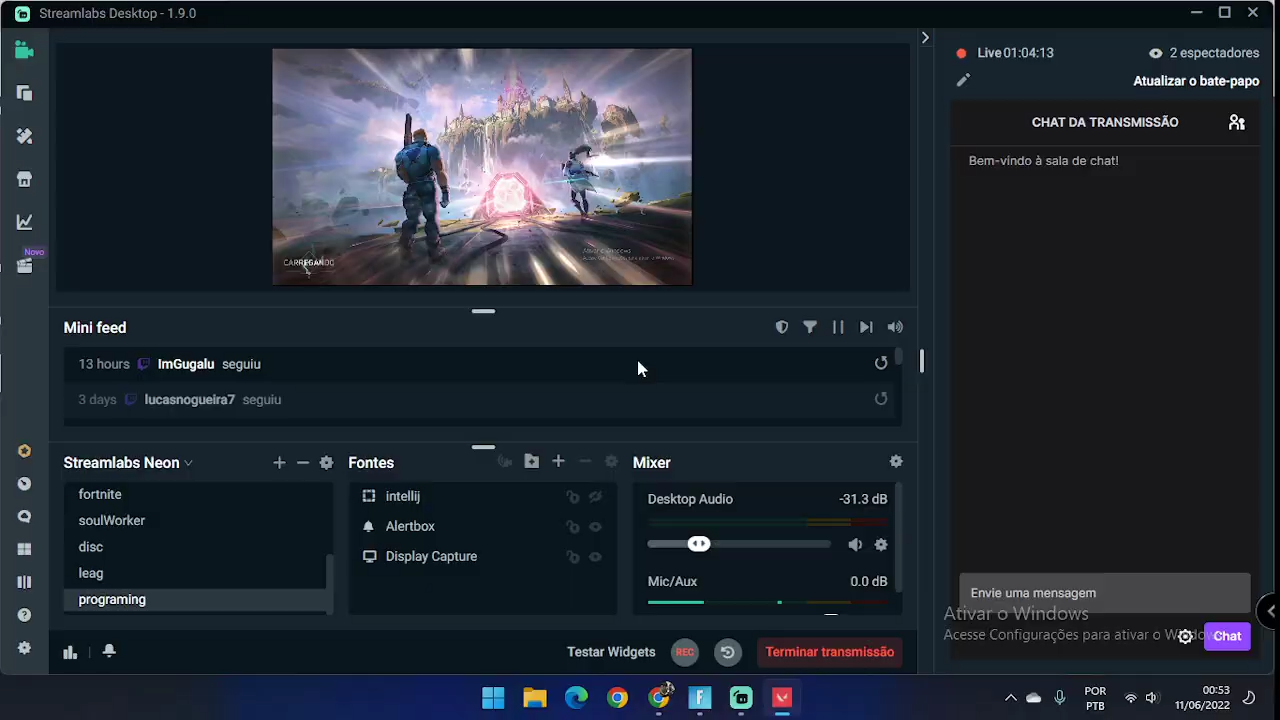 Streamlabs Desktop - 1.9.0
Live 01:04:13
2 espectadores
Atualizar o bate-papo
CHAT DA TRANSMISSÃO
Bem-vindo à sala de chat!
Novo
CARREGANDO
Ativar o Windows
Mini feed
13 hours ImGugalu seguiu
3 days lucasnogueira7 seguiu
Streamlabs Neon
fortnite
soulWorker
disc
leag
programing
Fontes
intellij
Alertbox
Display Capture
Mixer
Desktop Audio -31.3 dB
Mic/Aux 0.0 dB
Envie uma mensagem
Ativar o Windows
Acesse Configurações para ativar o Windows
Chat
Testar Widgets
REC
Terminar transmissão
POR
PTB
00:53
11/06/2022